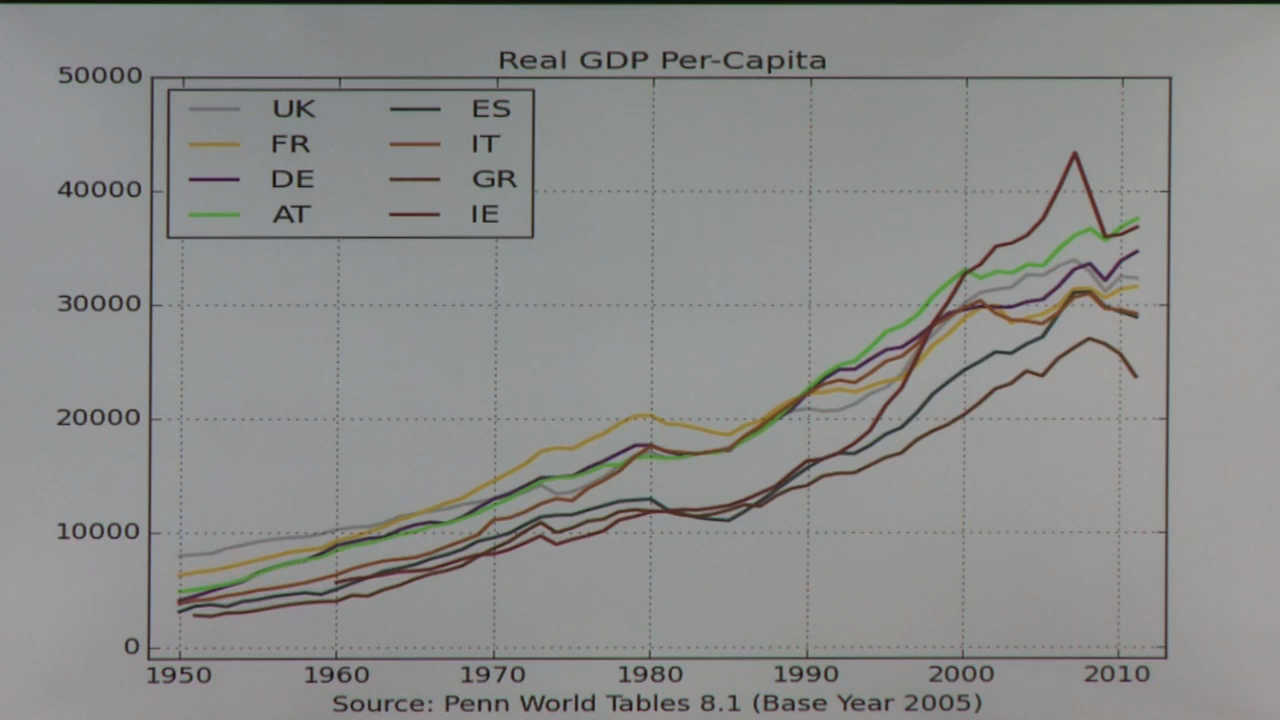 Real GDP Per-Capita
50000
40000
30000
20000
10000
0
UK ES
FR IT
DE GR
AT IE
1950 1960 1970 1980 1990 2000 2010
Source: Penn World Tables 8.1 (Base Year 2005)